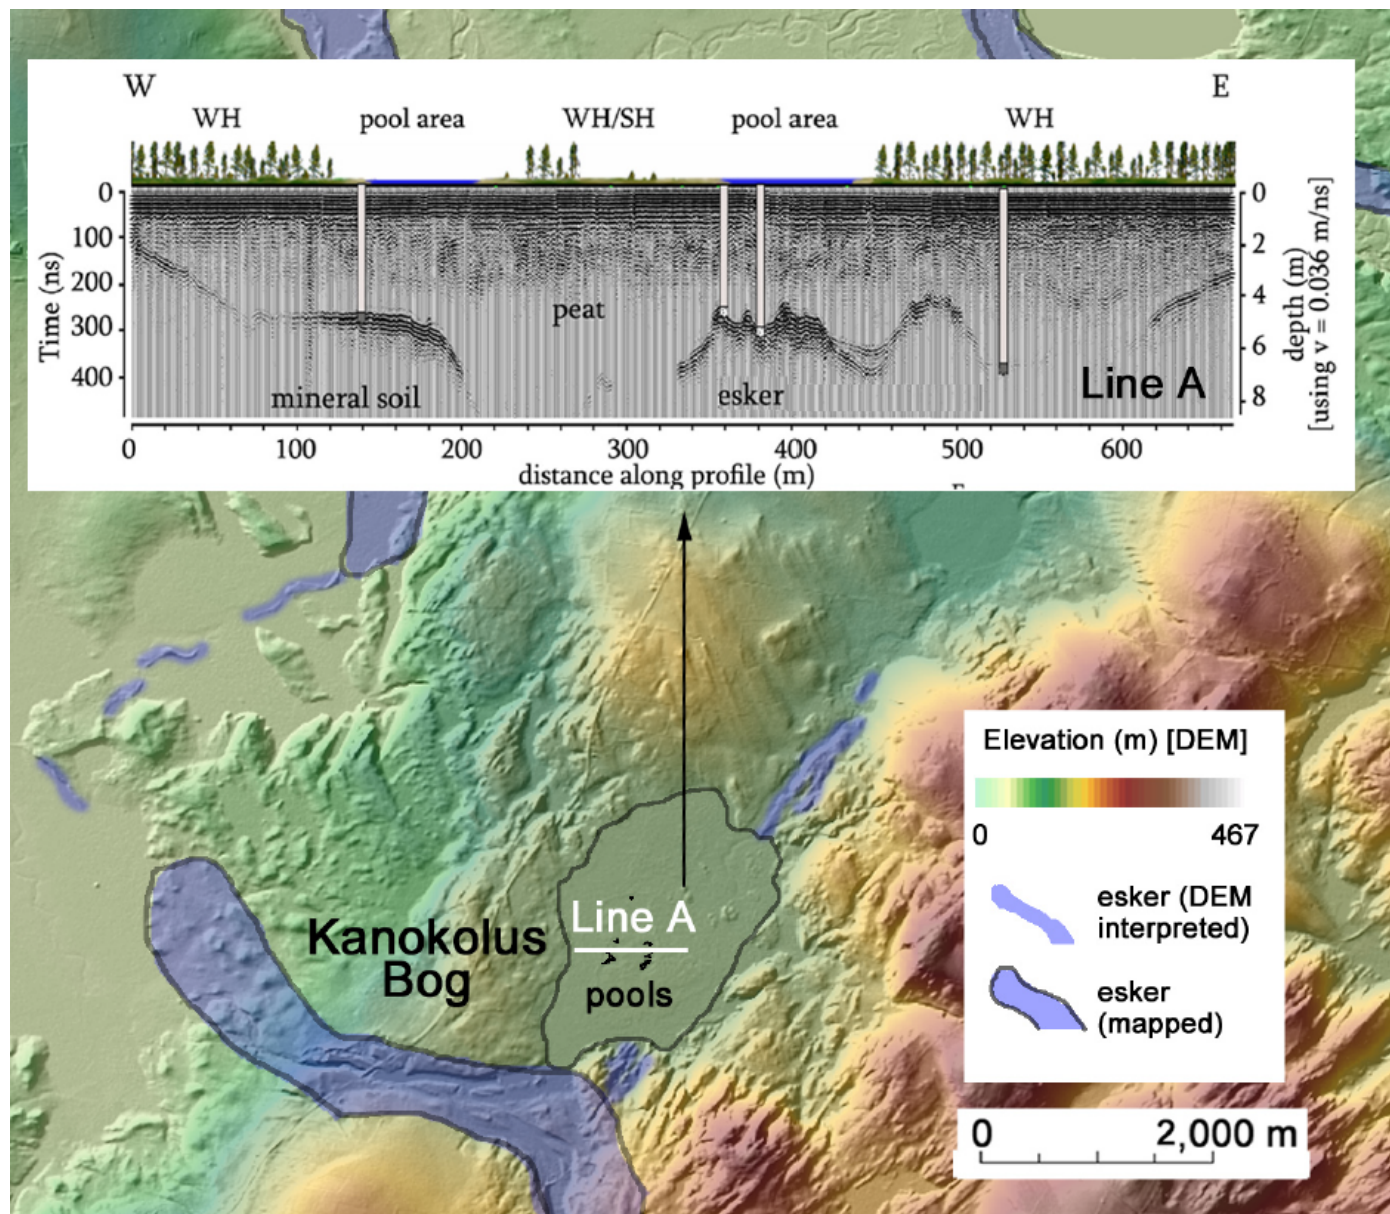 W E
WH pool area WH/SH pool area WH
0 0
100 2
200
300 4
400 6
8
Time (ns)
depth (m)
[using v = 0.036 m/ns]
peat
mineral soil
esker
Line A
0 100 200 300 400 500 600
distance along profile (m)
Elevation (m) [DEM]
0 467
esker (DEM
interpreted)
esker
(mapped)
Kanokolus
Bog
Line A
pools
0 2,000 m